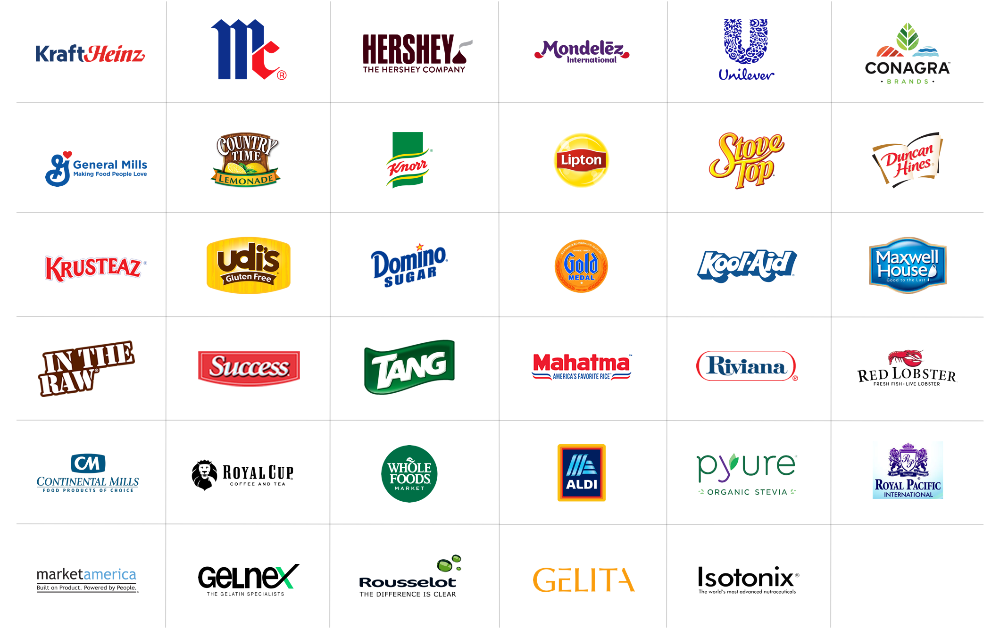 KraftHeinz
Mc®
HERSHEY
THE HERSHEY COMPANY
Mondelēz
International
U
Unilever
CONAGRA™
• BRANDS •
G
General Mills
Making Food People Love
COUNTRY
TIME
LEMONADE
Knorr®
Lipton
Stove
Top
Duncan
Hines
KRUSTEAZ®
udi's
Gluten Free
Domino
SUGAR
GUARANTEED PREMIUM QUALITY
SINCE 1880
Gold
MEDAL
Kool-Aid
Maxwell
House
Good to the Last
IN THE
RAW®
Success
TANG
Mahatma™
AMERICA'S FAVORITE RICE
Riviana®
RED LOBSTER
FRESH FISH • LIVE LOBSTER
CM
CONTINENTAL MILLS
FOOD PRODUCTS OF CHOICE
ROYAL CUP®
COFFEE AND TEA
WHOLE
FOODS
MARKET
ALDI
pyure
ORGANIC STEVIA
RP
Foods Gourmet
ROYAL PACIFIC®
INTERNATIONAL
marketamerica
Built on Product. Powered by People.®
GELNEX
THE GELATIN SPECIALISTS
Rousselot
THE DIFFERENCE IS CLEAR
GELITA
Isotonix®
The world's most advanced nutraceuticals